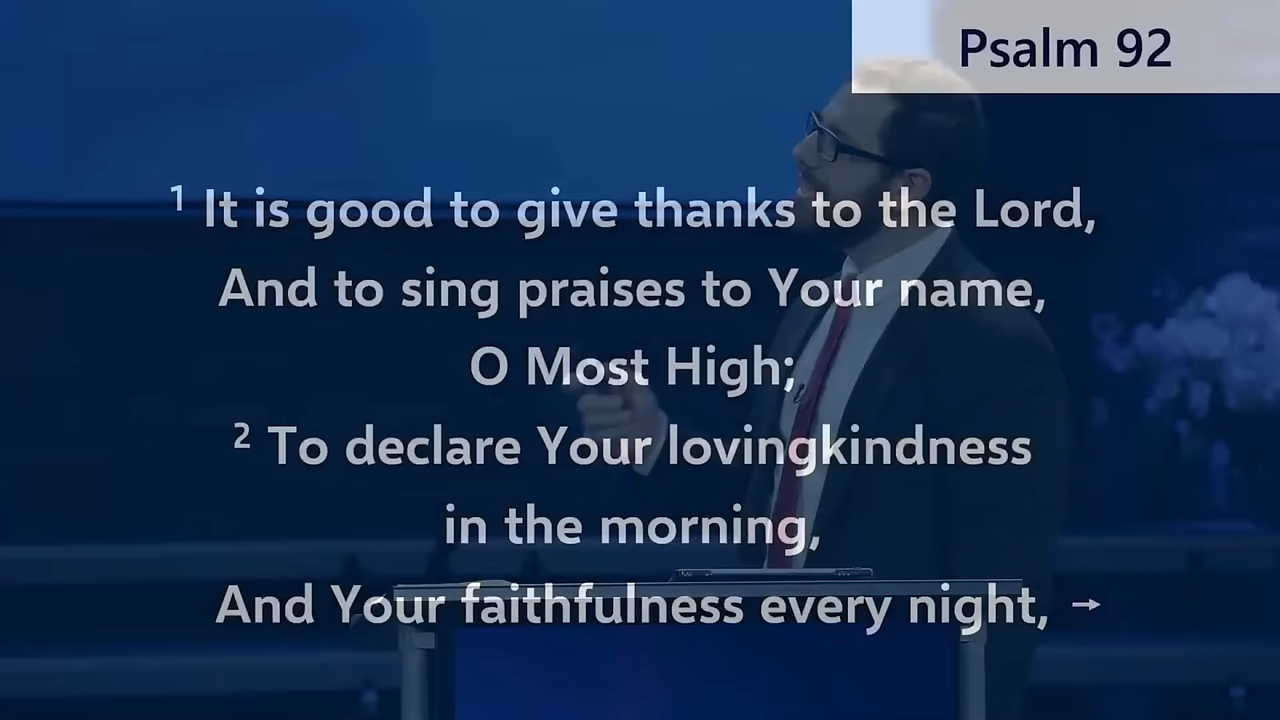 Psalm 92
1 It is good to give thanks to the Lord,
And to sing praises to Your name,
O Most High;
2 To declare Your lovingkindness
in the morning,
And Your faithfulness every night, →